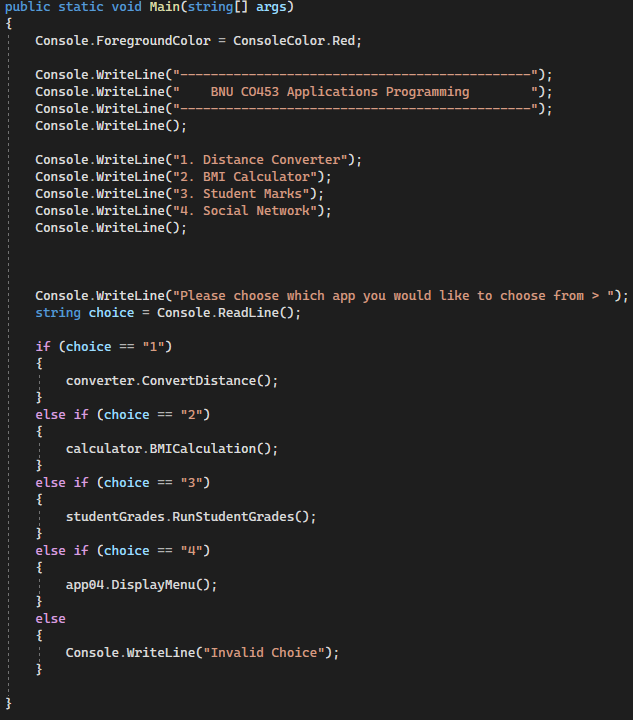 public static void Main(string[] args)
{
    Console.ForegroundColor = ConsoleColor.Red;

    Console.WriteLine("----------------------------------------------");
    Console.WriteLine("    BNU CO453 Applications Programming        ");
    Console.WriteLine("----------------------------------------------");
    Console.WriteLine();

    Console.WriteLine("1. Distance Converter");
    Console.WriteLine("2. BMI Calculator");
    Console.WriteLine("3. Student Marks");
    Console.WriteLine("4. Social Network");
    Console.WriteLine();

    Console.WriteLine("Please choose which app you would like to choose from > ");
    string choice = Console.ReadLine();

    if (choice == "1")
    {
        converter.ConvertDistance();
    }
    else if (choice == "2")
    {
        calculator.BMICalculation();
    }
    else if (choice == "3")
    {
        studentGrades.RunStudentGrades();
    }
    else if (choice == "4")
    {
        app04.DisplayMenu();
    }
    else
    {
        Console.WriteLine("Invalid Choice");
    }

}